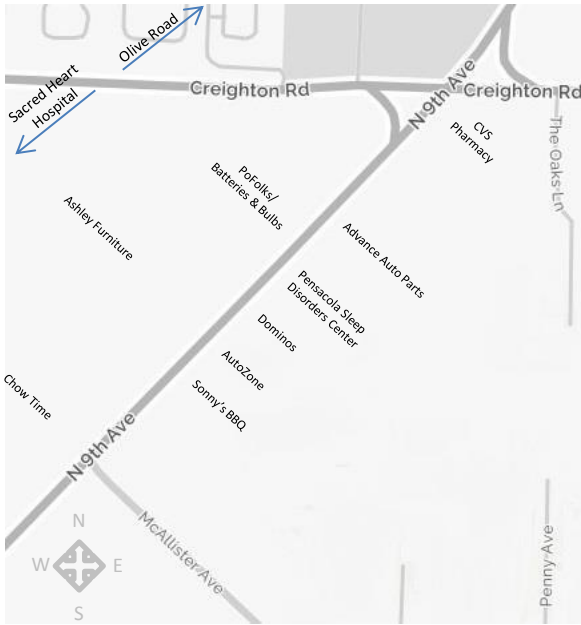 Olive Road
Sacred Heart
Hospital
Creighton Rd
N 9th Ave
Creighton Rd
CVS
Pharmacy
The Oaks Ln
PoFolks/
Batteries & Bulbs
Ashley Furniture
Advance Auto Parts
Pensacola Sleep
Disorders Center
Dominos
AutoZone
Sonny's BBQ
Chow Time
N 9th Ave
McAllister Ave
Penny Ave
N
W E
S